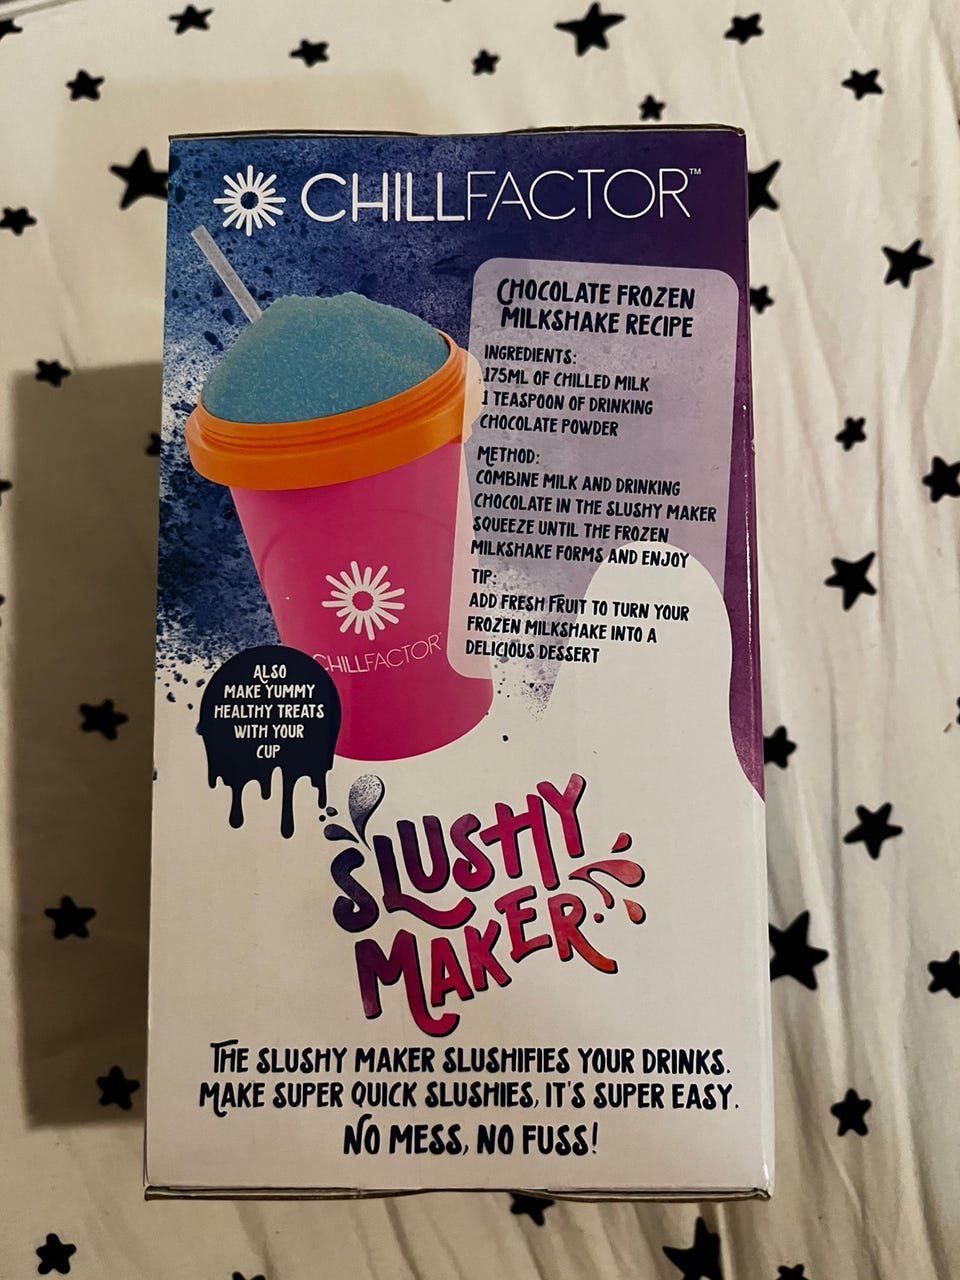 CHILLFACTOR™
CHOCOLATE FROZEN
MILKSHAKE RECIPE
INGREDIENTS:
175ML OF CHILLED MILK
1 TEASPOON OF DRINKING
CHOCOLATE POWDER
METHOD:
COMBINE MILK AND DRINKING
CHOCOLATE IN THE SLUSHY MAKER
SQUEEZE UNTIL THE FROZEN
MILKSHAKE FORMS AND ENJOY
TIP:
ADD FRESH FRUIT TO TURN YOUR
FROZEN MILKSHAKE INTO A
DELICIOUS DESSERT
CHILLFACTOR™
ALSO
MAKE YUMMY
HEALTHY TREATS
WITH YOUR
CUP
SLUSHY
MAKER
THE SLUSHY MAKER SLUSHIFIES YOUR DRINKS.
MAKE SUPER QUICK SLUSHIES, IT'S SUPER EASY.
NO MESS, NO FUSS!